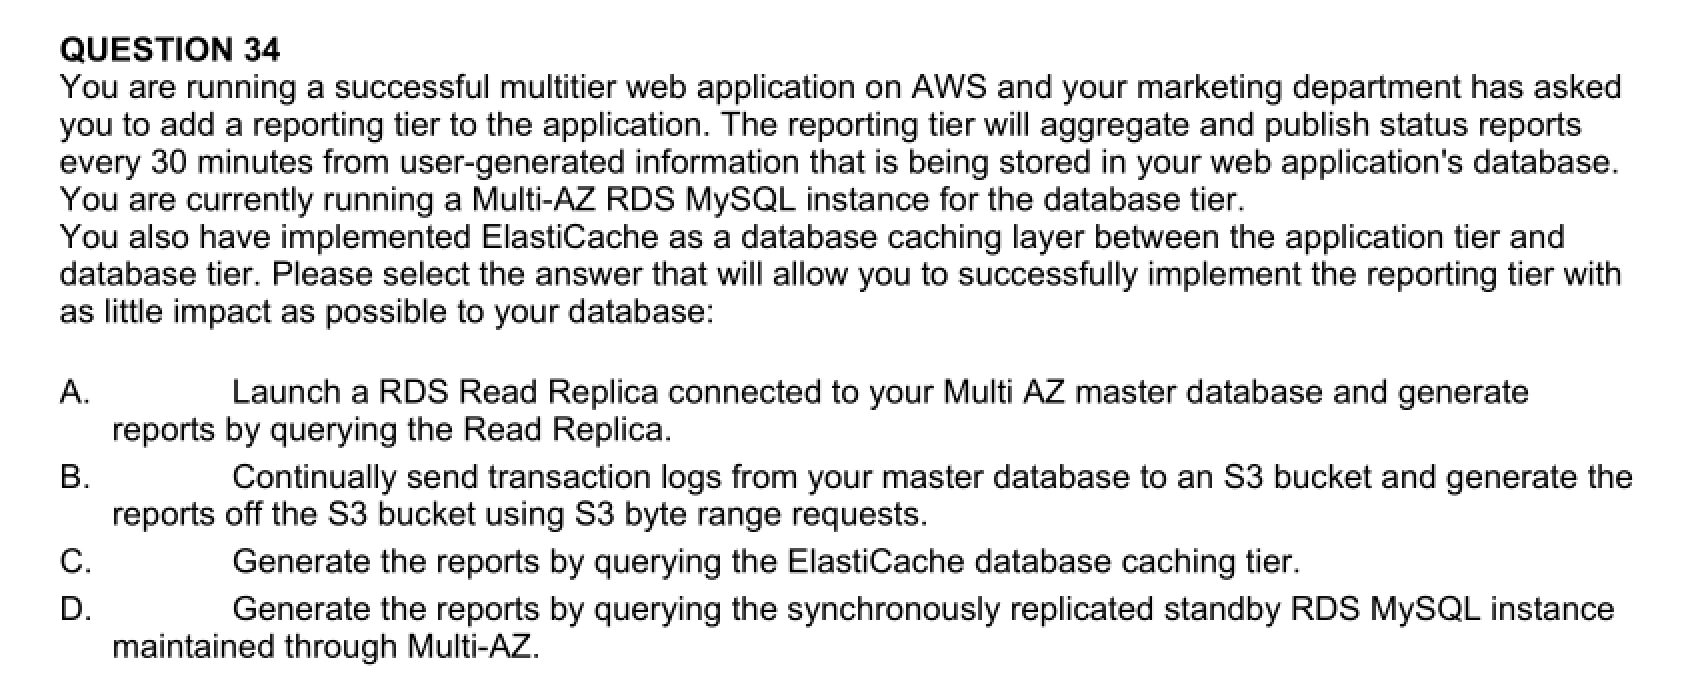 QUESTION 34
You are running a successful multitier web application on AWS and your marketing department has asked
you to add a reporting tier to the application. The reporting tier will aggregate and publish status reports
every 30 minutes from user-generated information that is being stored in your web application's database.
You are currently running a Multi-AZ RDS MySQL instance for the database tier.
You also have implemented ElastiCache as a database caching layer between the application tier and
database tier. Please select the answer that will allow you to successfully implement the reporting tier with
as little impact as possible to your database:
A. Launch a RDS Read Replica connected to your Multi AZ master database and generate
reports by querying the Read Replica.
B. Continually send transaction logs from your master database to an S3 bucket and generate the
reports off the S3 bucket using S3 byte range requests.
C. Generate the reports by querying the ElastiCache database caching tier.
D. Generate the reports by querying the synchronously replicated standby RDS MySQL instance
maintained through Multi-AZ.